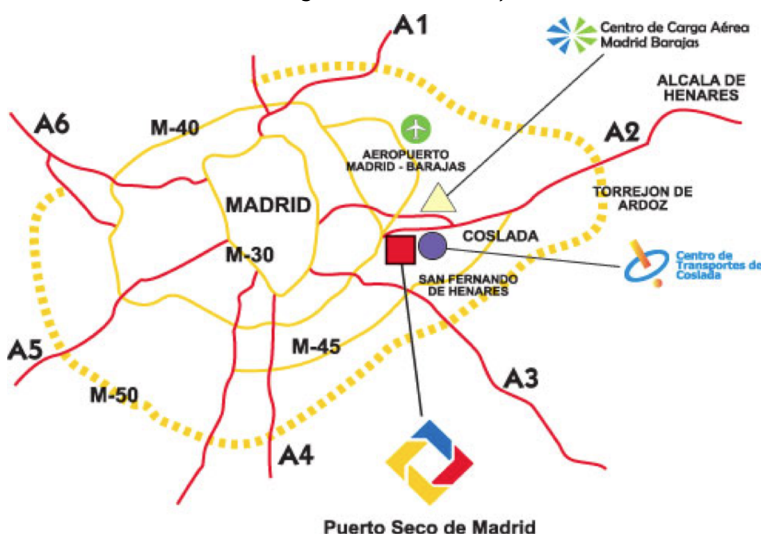 A1
Centro de Carga Aérea
Madrid Barajas
ALCALA DE
HENARES
A6
M-40
A2
AEROPUERTO
MADRID - BARAJAS
TORREJON DE
ARDOZ
MADRID
COSLADA
M-30
Centro de
Transportes de
Coslada
SAN FERNANDO
DE HENARES
A5
M-45
A3
M-50
A4
Puerto Seco de Madrid